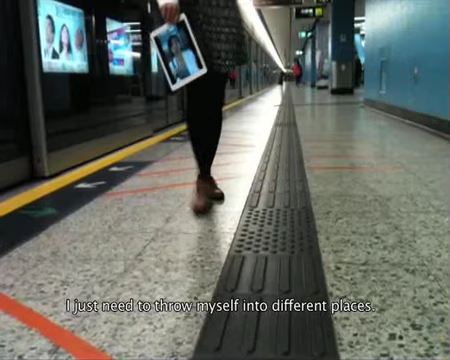 I just need to throw myself into different places.